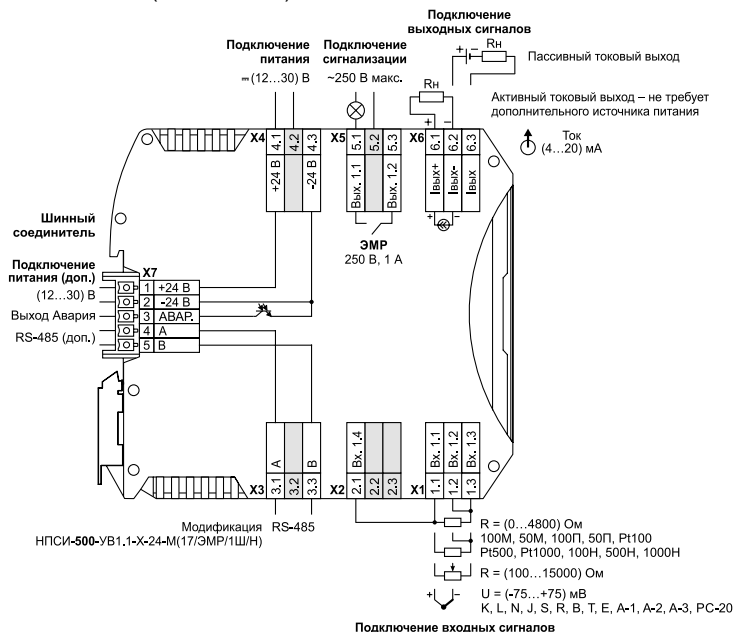 Подключение
выходных сигналов
Подключение
питания
⎓(12...30) В
Подключение
сигнализации
~250 В макс.
+ − Rн
Пассивный токовый выход
Rн
+ −
Активный токовый выход – не требует
дополнительного источника питания
Ток
(4...20) мА
X4 4.1 4.2 4.3
X5 5.1 5.2 5.3
X6 6.1 6.2 6.3
+24 В
-24 В
Вых. 1.1
Вых. 1.2
Iвых+
Iвых-
Iвых
+ −
ЭМР
250 В, 1 А
Шинный
соединитель
Подключение
питания (доп.)
(12...30) В
Выход Авария
RS-485 (доп.)
X7
1 +24 В
2 -24 В
3 АВАР.
4 А
5 В
А
В
Вх. 1.4
Вх. 1.1
Вх. 1.2
Вх. 1.3
X3 3.1 3.2 3.3
X2 2.1 2.2 2.3
X1 1.1 1.2 1.3
Модификация
НПСИ-500-УВ1.1-Х-24-М(17/ЭМР/1Ш/Н)
RS-485
R = (0...4800) Ом
100М, 50М, 100П, 50П, Pt100
Pt500, Pt1000, 100Н, 500Н, 1000Н
R = (100...15000) Ом
+ −
U = (-75...+75) мВ
K, L, N, J, S, R, B, T, E, A-1, A-2, A-3, РС-20
Подключение входных сигналов